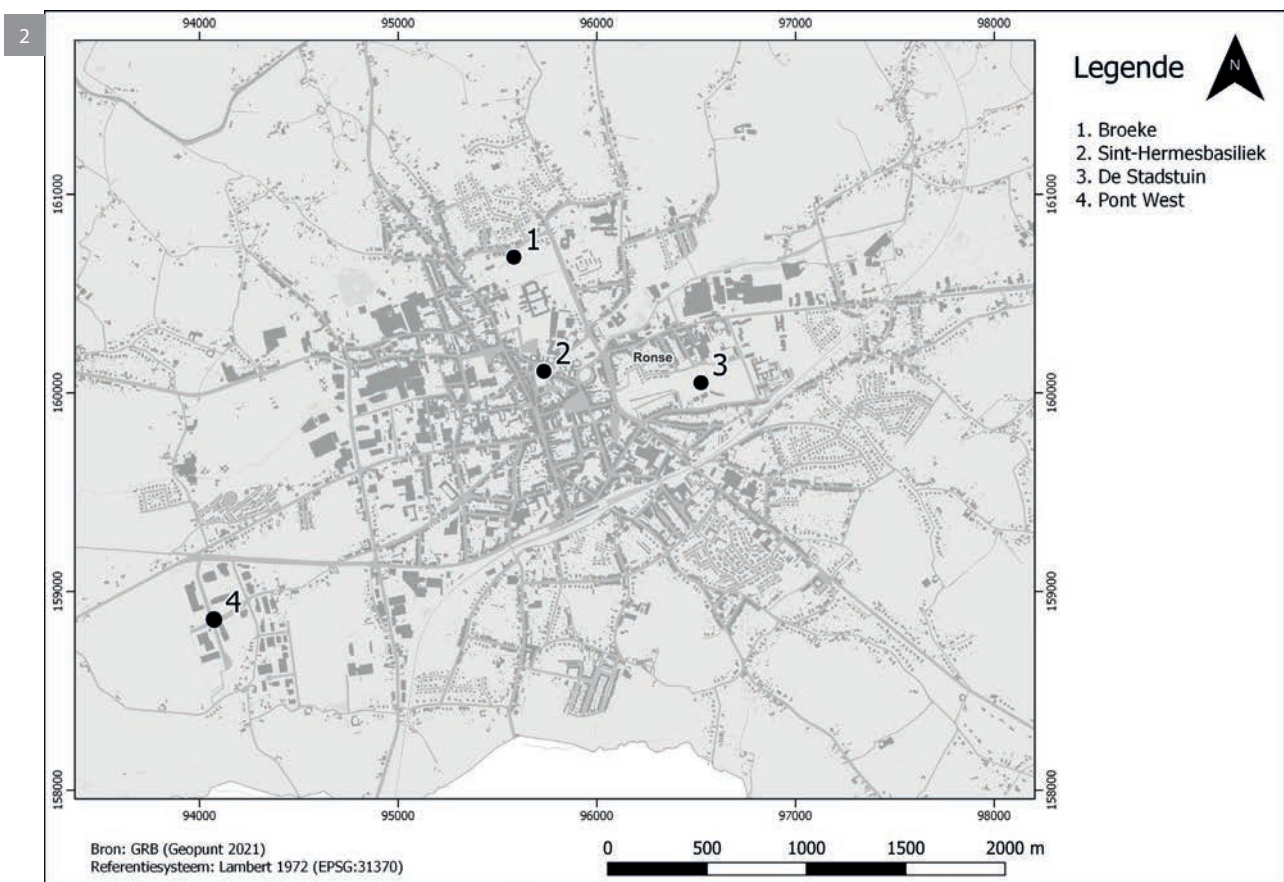 2
94000 95000 96000 97000 98000
Legende
N
1. Broeke
2. Sint-Hermesbasiliek
3. De Stadstuin
4. Pont West
161000 161000
1
2
Ronse
3
160000 160000
159000 159000
4
158000 158000
94000 95000 96000 97000 98000
Bron: GRB (Geopunt 2021)
Referentiesysteem: Lambert 1972 (EPSG:31370)
0 500 1000 1500 2000 m